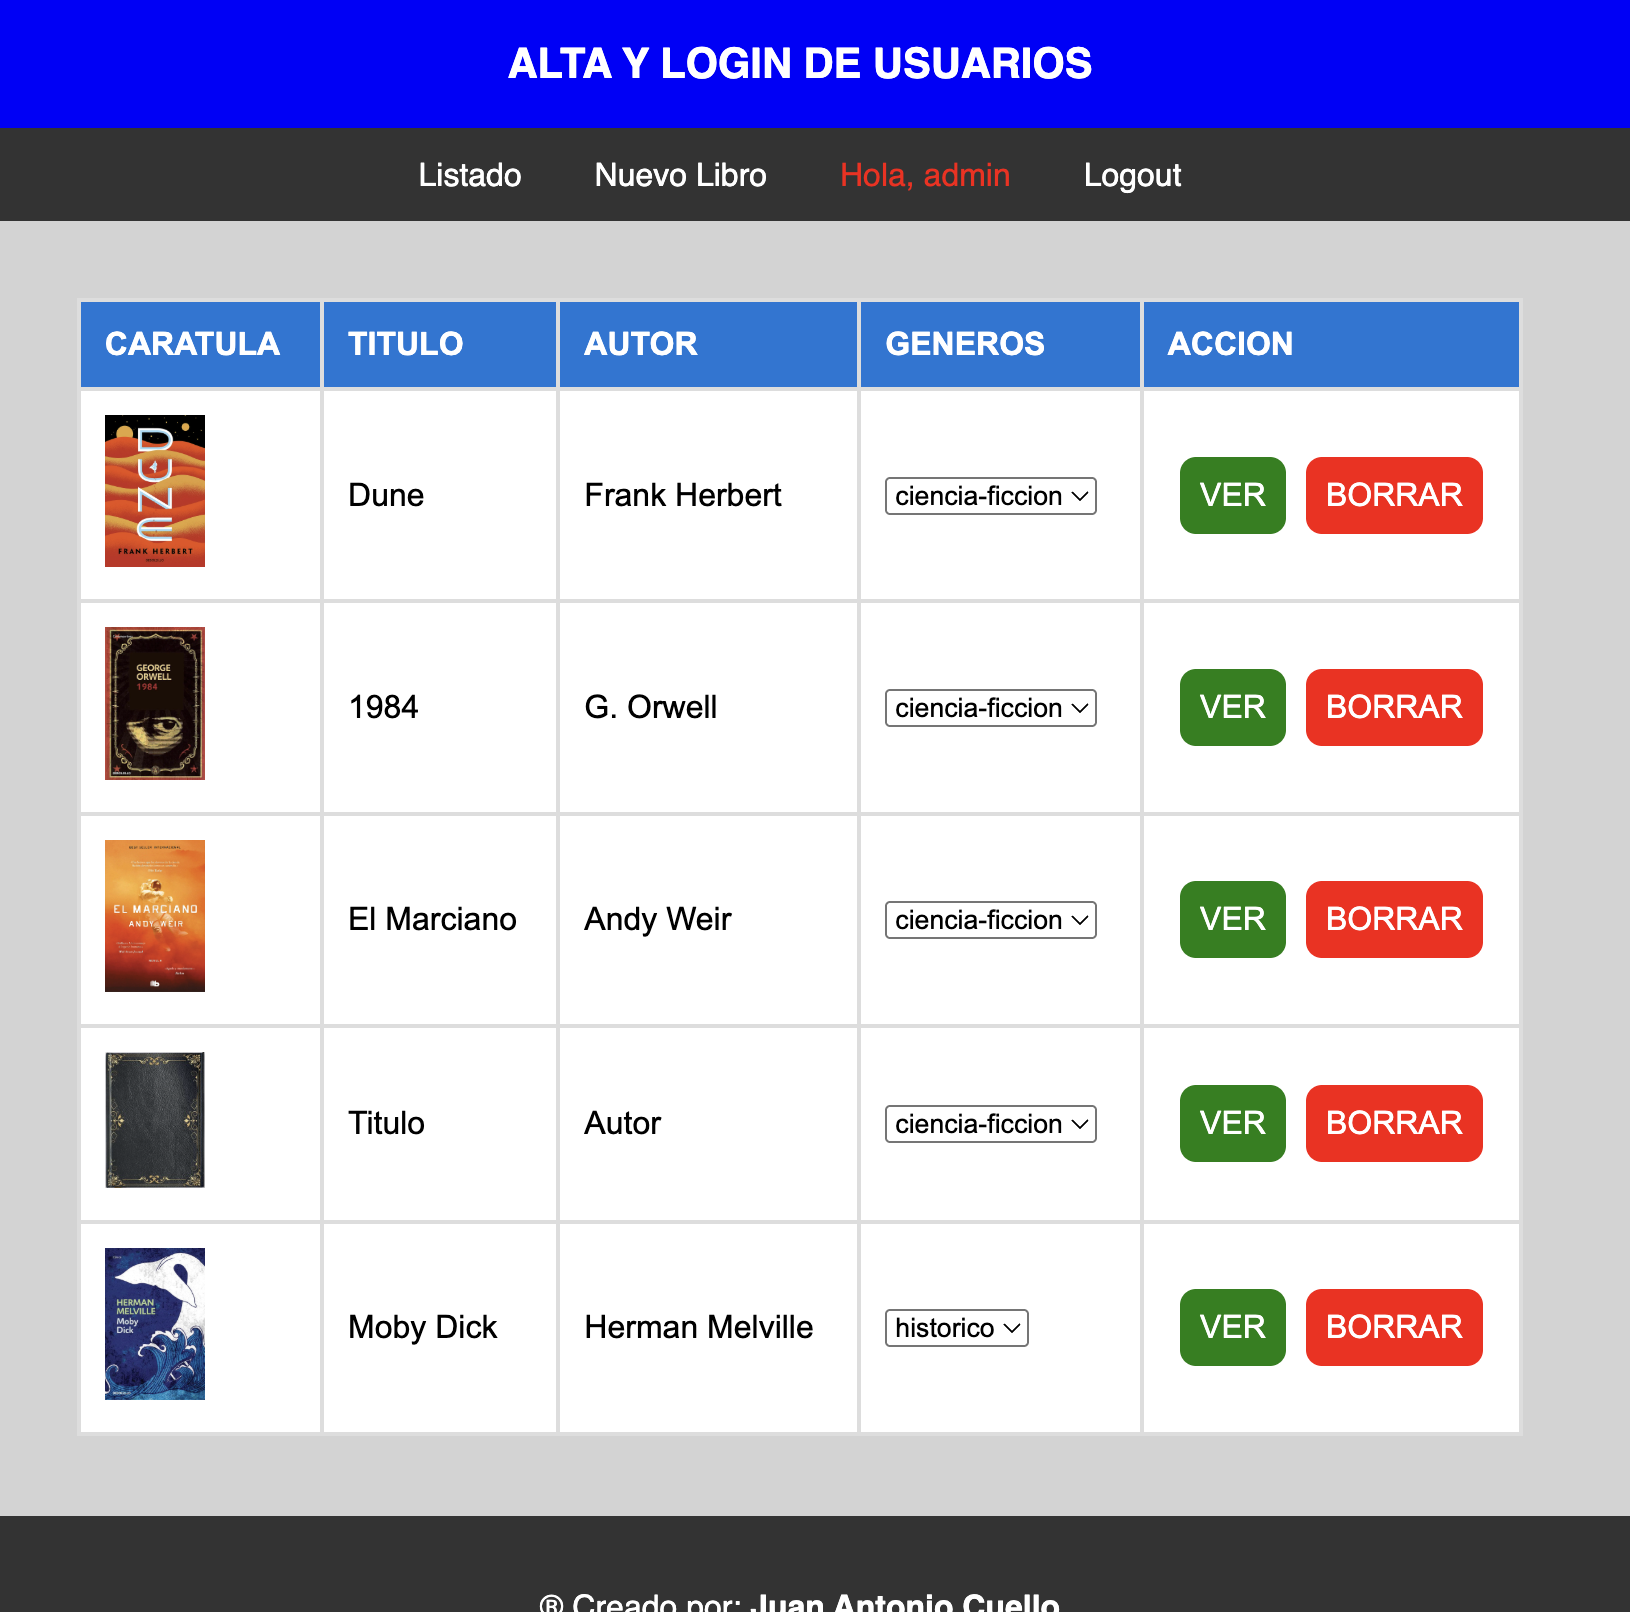 ALTA Y LOGIN DE USUARIOS
Listado Nuevo Libro Hola, admin Logout
CARATULA TITULO AUTOR GENEROS ACCION
DUNE
FRANK HERBERT
Dune Frank Herbert ciencia-ficcion VER BORRAR
GEORGE
ORWELL
1984
1984 G. Orwell ciencia-ficcion VER BORRAR
EL MARCIANO
ANDY WEIR
El Marciano Andy Weir ciencia-ficcion VER BORRAR
Titulo Autor ciencia-ficcion VER BORRAR
HERMAN
MELVILLE
Moby
Dick
Moby Dick Herman Melville historico VER BORRAR
® Creado por: Juan Antonio Cuello